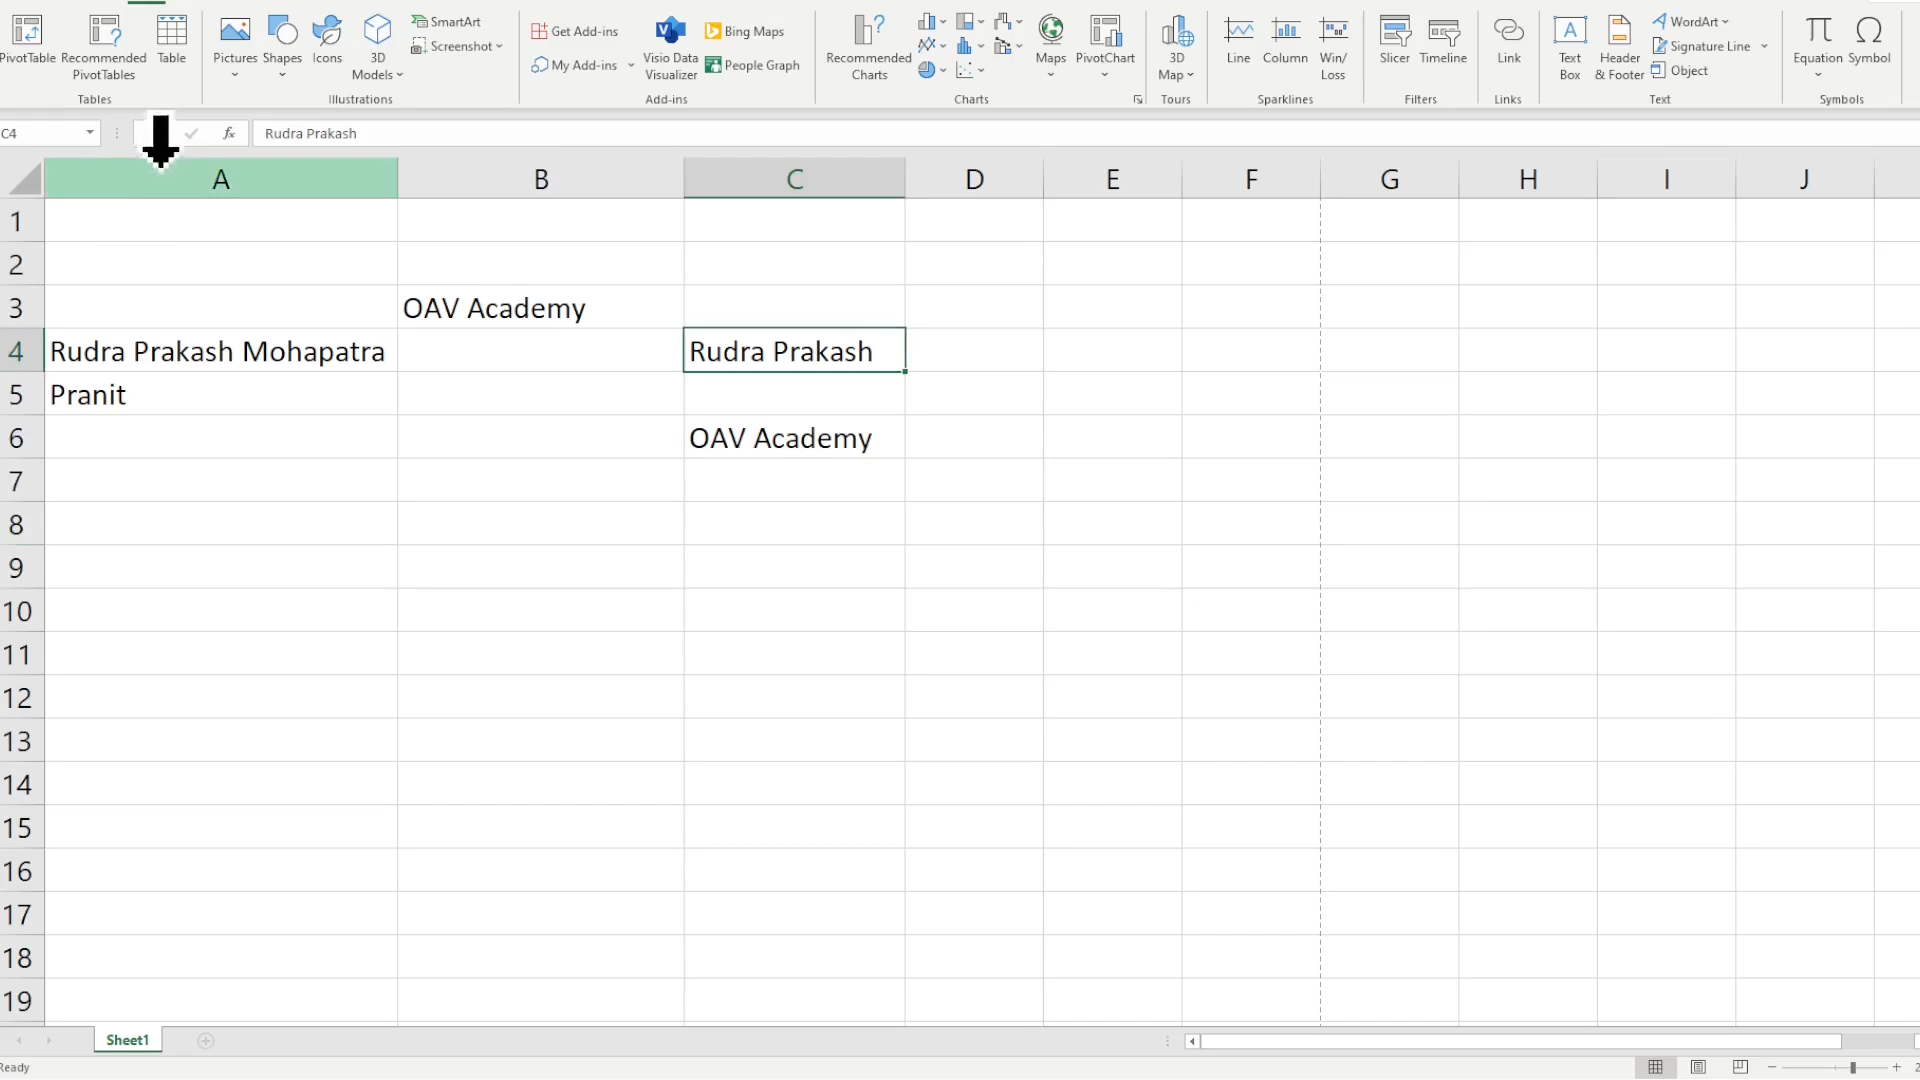 PivotTable
Recommended
PivotTables
Table
Tables
Pictures
Shapes
Icons
3D
Models
SmartArt
Screenshot
Illustrations
Get Add-ins
My Add-ins
Visio Data
Visualizer
Bing Maps
People Graph
Add-ins
Recommended
Charts
Maps
PivotChart
Charts
3D
Map
Tours
Line
Column
Win/
Loss
Sparklines
Slicer
Timeline
Filters
Link
Links
Text
Box
Header
& Footer
WordArt
Signature Line
Object
Text
Equation
Symbol
Symbols
C4
fx
Rudra Prakash
A B C D E F G H I J
1
2
3 OAV Academy
4 Rudra Prakash Mohapatra Rudra Prakash
5 Pranit
6 OAV Academy
7
8
9
10
11
12
13
14
15
16
17
18
19
Sheet1
Ready